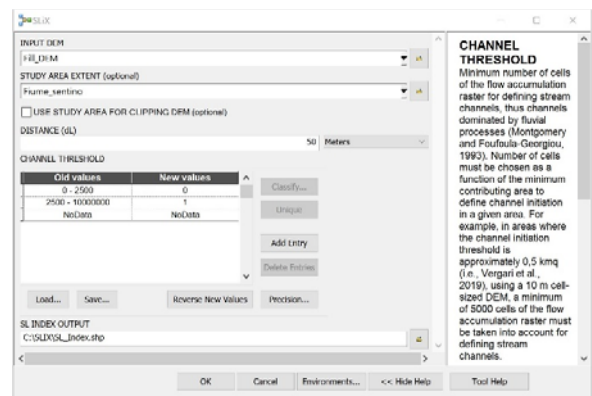 SLiX
INPUT DEM
Fill_DEM
STUDY AREA EXTENT (optional)
Fiume_sentino
USE STUDY AREA FOR CLIPPING DEM (optional)
DISTANCE (dL)
50 Meters
CHANNEL THRESHOLD
Old values New values
0 - 2500 0
2500 - 10000000 1
NoData NoData
Classify...
Unique
Add Entry
Delete Entries
Load... Save... Reverse New Values Precision...
SL INDEX OUTPUT
C:\SLIX\SL_Index.shp
OK Cancel Environments... << Hide Help Tool Help
CHANNEL
THRESHOLD
Minimum number of cells
of the flow accumulation
raster for defining stream
channels, thus channels
dominated by fluvial
processes (Montgomery
and Foufoula-Georgiou,
1993). Number of cells
must be chosen as a
function of the minimum
contributing area to
define channel initiation
in a given area. For
example, in areas where
the channel initiation
threshold is
approximately 0,5 kmq
(i.e., Vergari et al.,
2019), using a 10 m cell-
sized DEM, a minimum
of 5000 cells of the flow
accumulation raster must
be taken into account for
defining stream
channels.